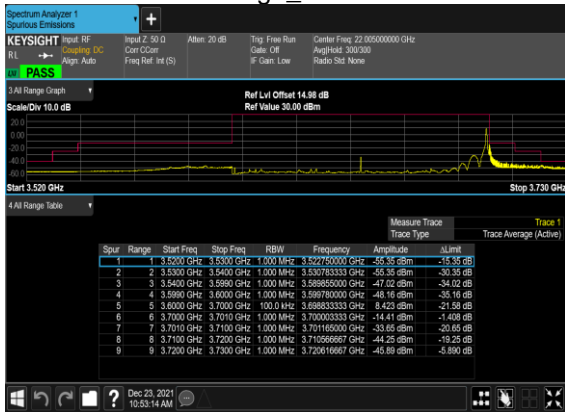 Spectrum Analyzer 1
Spurious Emissions
+
KEYSIGHT Input: RF Input Z: 50 Ω Atten: 20 dB Trig: Free Run Center Freq: 22.005000000 GHz
RL Coupling: DC Corr CCorr Gate: Off Avg|Hold: 300/300
Align: Auto Freq Ref: Int (S) IF Gain: Low Radio Std: None
PASS
3 All Range Graph
Ref Lvl Offset 14.98 dB
Scale/Div 10.0 dB Ref Value 30.00 dBm
20.0
0.00
-20.0
-40.0
-60.0
Start 3.520 GHz Stop 3.730 GHz
4 All Range Table
Measure Trace Trace 1
Trace Type Trace Average (Active)
Spur Range Start Freq Stop Freq RBW Frequency Amplitude ΔLimit
1 1 3.5200 GHz 3.5300 GHz 1.000 MHz 3.522750000 GHz -55.35 dBm -15.35 dB
2 2 3.5300 GHz 3.5400 GHz 1.000 MHz 3.530783333 GHz -55.35 dBm -30.35 dB
3 3 3.5400 GHz 3.5990 GHz 1.000 MHz 3.589855000 GHz -47.02 dBm -34.02 dB
4 4 3.5990 GHz 3.6000 GHz 1.000 MHz 3.599780000 GHz -48.16 dBm -35.16 dB
5 5 3.6000 GHz 3.7000 GHz 100.0 kHz 3.698833333 GHz 8.423 dBm -21.58 dB
6 6 3.7000 GHz 3.7010 GHz 1.000 MHz 3.700003333 GHz -14.41 dBm -1.408 dB
7 7 3.7010 GHz 3.7100 GHz 1.000 MHz 3.701165000 GHz -33.65 dBm -20.65 dB
8 8 3.7100 GHz 3.7200 GHz 1.000 MHz 3.710566667 GHz -44.25 dBm -19.25 dB
9 9 3.7200 GHz 3.7300 GHz 1.000 MHz 3.720616667 GHz -45.89 dBm -5.890 dB
? Dec 23, 2021
10:53:14 AM